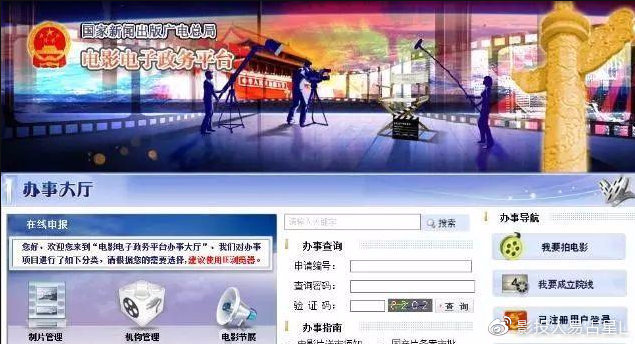 国家新闻出版广电总局
电影电子政务平台
办事大厅
在线申报
您好，欢迎您来到“电影电子政务平台办事大厅”，我们对办事
项目进行了如下分类，请根据您的需要选择，建议使用IE浏览器。
制片管理
机构管理
电影节展
搜索
办事查询
申请编号：
查询密码：
验 证 码：
8202
查 询
办事指南
办事导航
我要拍电影
我要成立院线
已注册用户登录